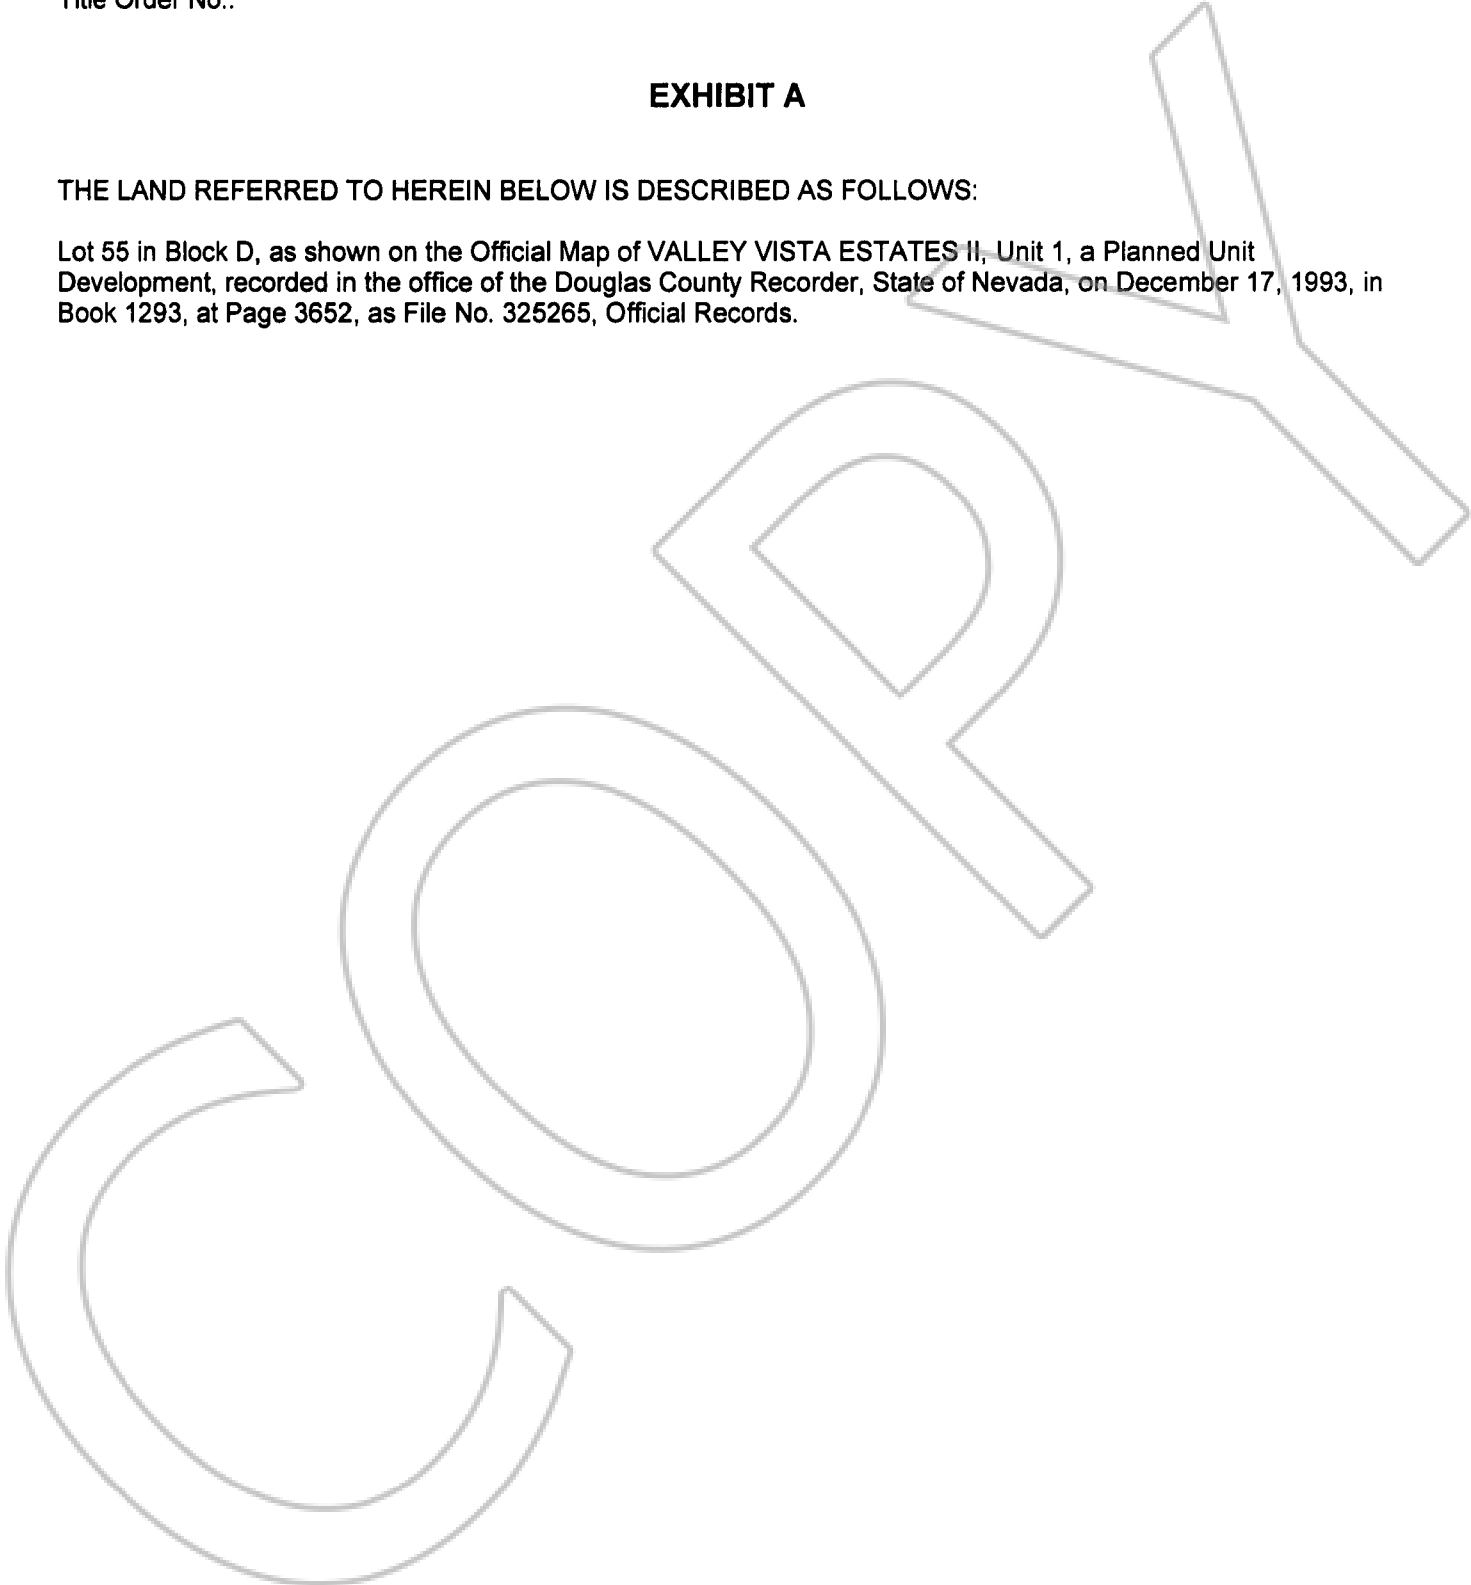 Title Order No.:
EXHIBIT A
THE LAND REFERRED TO HEREIN BELOW IS DESCRIBED AS FOLLOWS:
Lot 55 in Block D, as shown on the Official Map of VALLEY VISTA ESTATES II, Unit 1, a Planned Unit
Development, recorded in the office of the Douglas County Recorder, State of Nevada, on December 17, 1993, in
Book 1293, at Page 3652, as File No. 325265, Official Records.
COPY